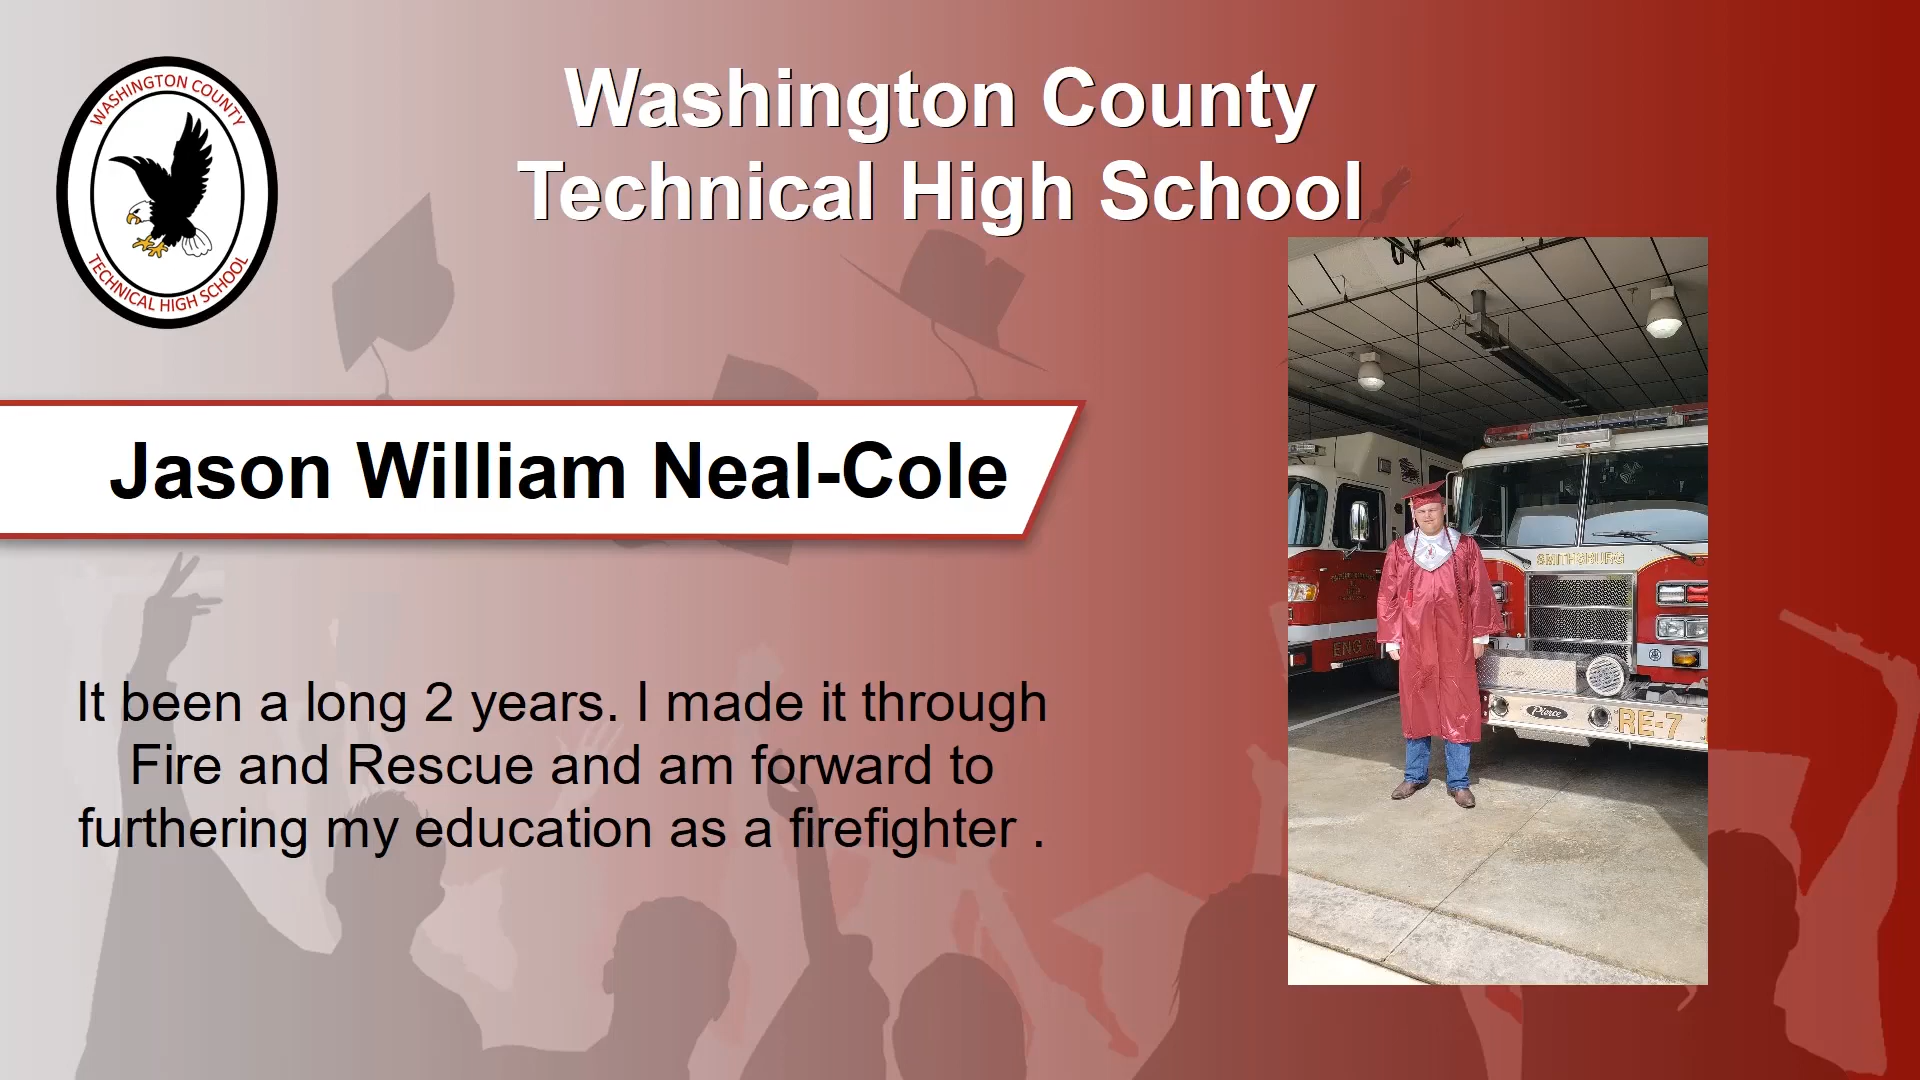 WASHINGTON COUNTY
TECHNICAL HIGH SCHOOL
Washington County
Technical High School
Jason William Neal-Cole
It been a long 2 years. I made it through
Fire and Rescue and am forward to
furthering my education as a firefighter .
SMITHSBURG
ENG
Pierce
RE-7